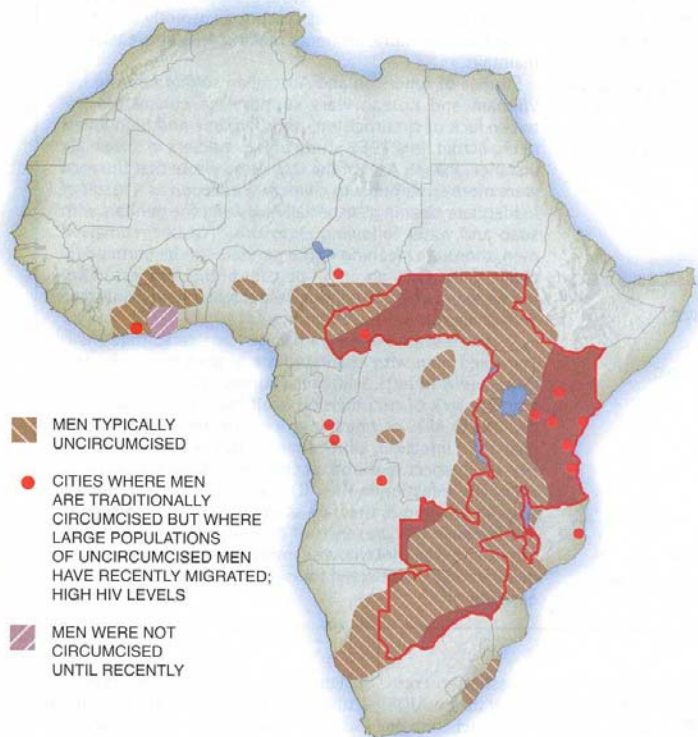 MEN TYPICALLY
UNCIRCUMCISED
CITIES WHERE MEN
ARE TRADITIONALLY
CIRCUMCISED BUT WHERE
LARGE POPULATIONS
OF UNCIRCUMCISED MEN
HAVE RECENTLY MIGRATED;
HIGH HIV LEVELS
MEN WERE NOT
CIRCUMCISED
UNTIL RECENTLY